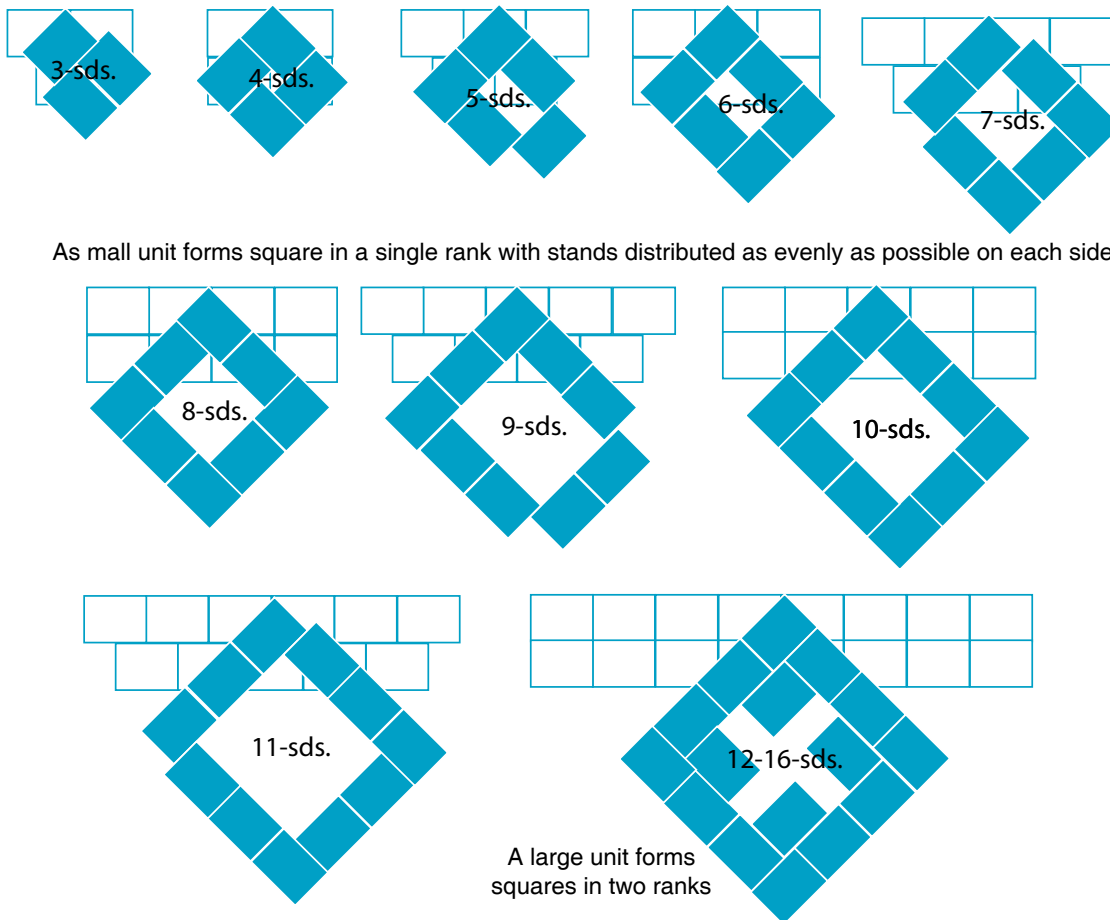 3-sds.
4-sds.
5-sds.
6-sds.
7-sds.
As mall unit forms square in a single rank with stands distributed as evenly as possible on each side
8-sds.
9-sds.
10-sds.
11-sds.
12-16-sds.
A large unit forms
squares in two ranks